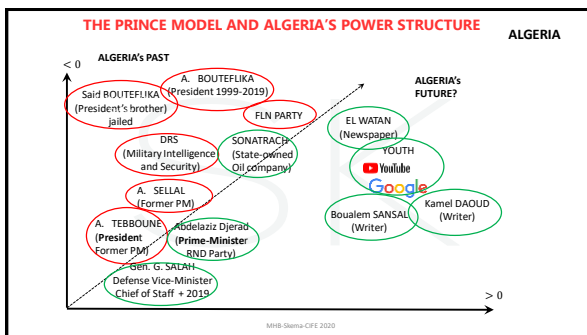 THE PRINCE MODEL AND ALGERIA'S POWER STRUCTURE
ALGERIA
ALGERIA's PAST
< 0
A. BOUTEFLIKA
(President 1999-2019)
Said BOUTEFLIKA
(President's brother)
jailed
FLN PARTY
ALGERIA's
FUTURE?
EL WATAN
(Newspaper)
DRS
(Military Intelligence
and Security)
SONATRACH
(State-owned
Oil company)
YOUTH
YouTube
Google
A. SELLAL
(Former PM)
Boualem SANSAL
(Writer)
Kamel DAOUD
(Writer)
A. TEBBOUNE
(President
Former PM)
Abdelaziz Djerad
(Prime-Minister
RND Party)
Gen. G. SALAH
Defense Vice-Minister
Chief of Staff + 2019
> 0
MHB-Skema-CIFE 2020